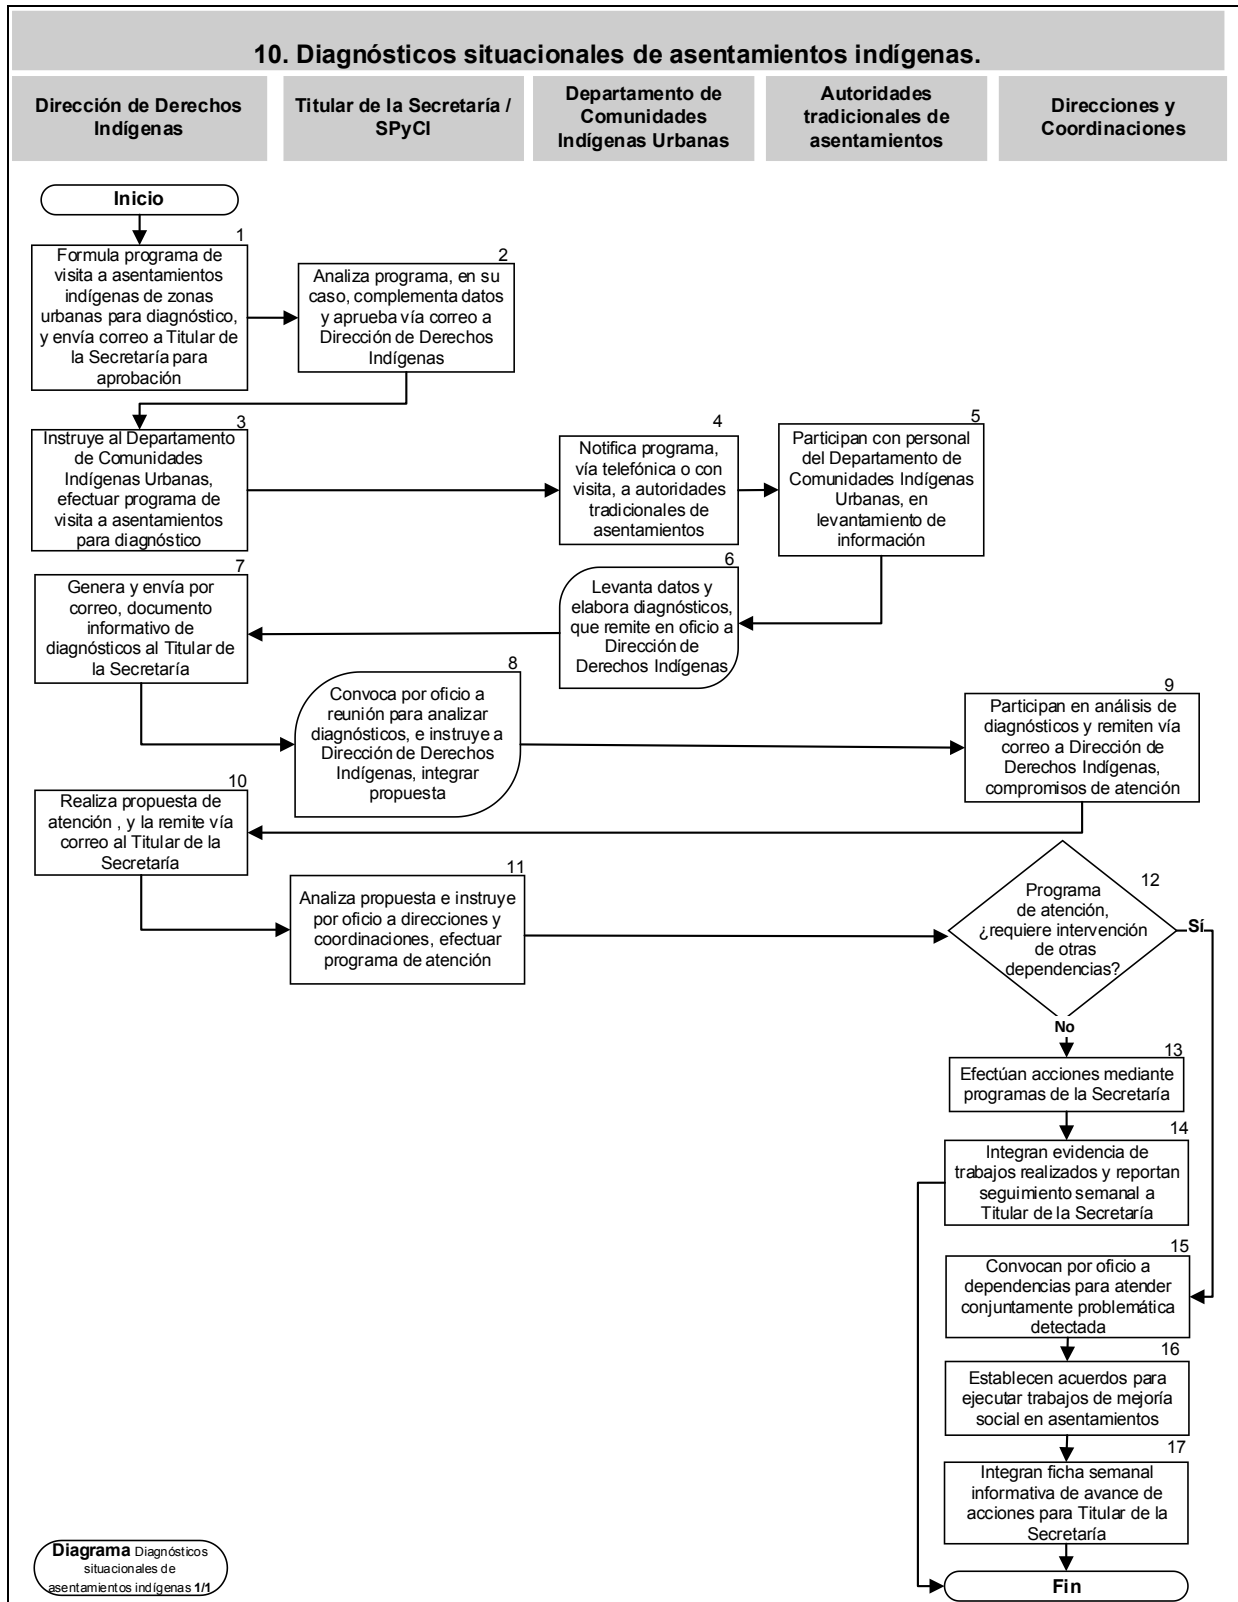 10. Diagnósticos situacionales de asentamientos indígenas.
Dirección de Derechos
Indígenas
Titular de la Secretaría /
SPyCI
Departamento de
Comunidades
Indígenas Urbanas
Autoridades
tradicionales de
asentamientos
Direcciones y
Coordinaciones
Inicio
1
Formula programa de
visita a asentamientos
indígenas de zonas
urbanas para diagnóstico,
y envía correo a Titular de
la Secretaría para
aprobación
2
Analiza programa, en su
caso, complementa datos
y aprueba vía correo a
Dirección de Derechos
Indígenas
3
Instruye al Departamento
de Comunidades
Indígenas Urbanas,
efectuar programa de
visita a asentamientos
para diagnóstico
4
Notifica programa,
vía telefónica o con
visita, a autoridades
tradicionales de
asentamientos
5
Participan con personal
del Departamento de
Comunidades Indígenas
Urbanas, en
levantamiento de
información
6
Levanta datos y
elabora diagnósticos,
que remite en oficio a
Dirección de
Derechos Indígenas
7
Genera y envía por
correo, documento
informativo de
diagnósticos al Titular de
la Secretaría
8
Convoca por oficio a
reunión para analizar
diagnósticos, e instruye a
Dirección de Derechos
Indígenas, integrar
propuesta
9
Participan en análisis de
diagnósticos y remiten vía
correo a Dirección de
Derechos Indígenas,
compromisos de atención
10
Realiza propuesta de
atención , y la remite vía
correo al Titular de la
Secretaría
11
Analiza propuesta e instruye
por oficio a direcciones y
coordinaciones, efectuar
programa de atención
12
Programa
de atención,
¿requiere intervención
de otras
dependencias?
Sí
No
13
Efectúan acciones mediante
programas de la Secretaría
14
Integran evidencia de
trabajos realizados y reportan
seguimiento semanal a
Titular de la Secretaría
15
Convocan por oficio a
dependencias para atender
conjuntamente problemática
detectada
16
Establecen acuerdos para
ejecutar trabajos de mejoría
social en asentamientos
17
Integran ficha semanal
informativa de avance de
acciones para Titular de la
Secretaría
Fin
Diagrama Diagnósticos
situacionales de
asentamientos indígenas 1/1